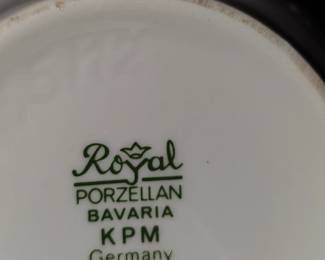 Royal
PORZELLAN
BAVARIA
KPM
Germany